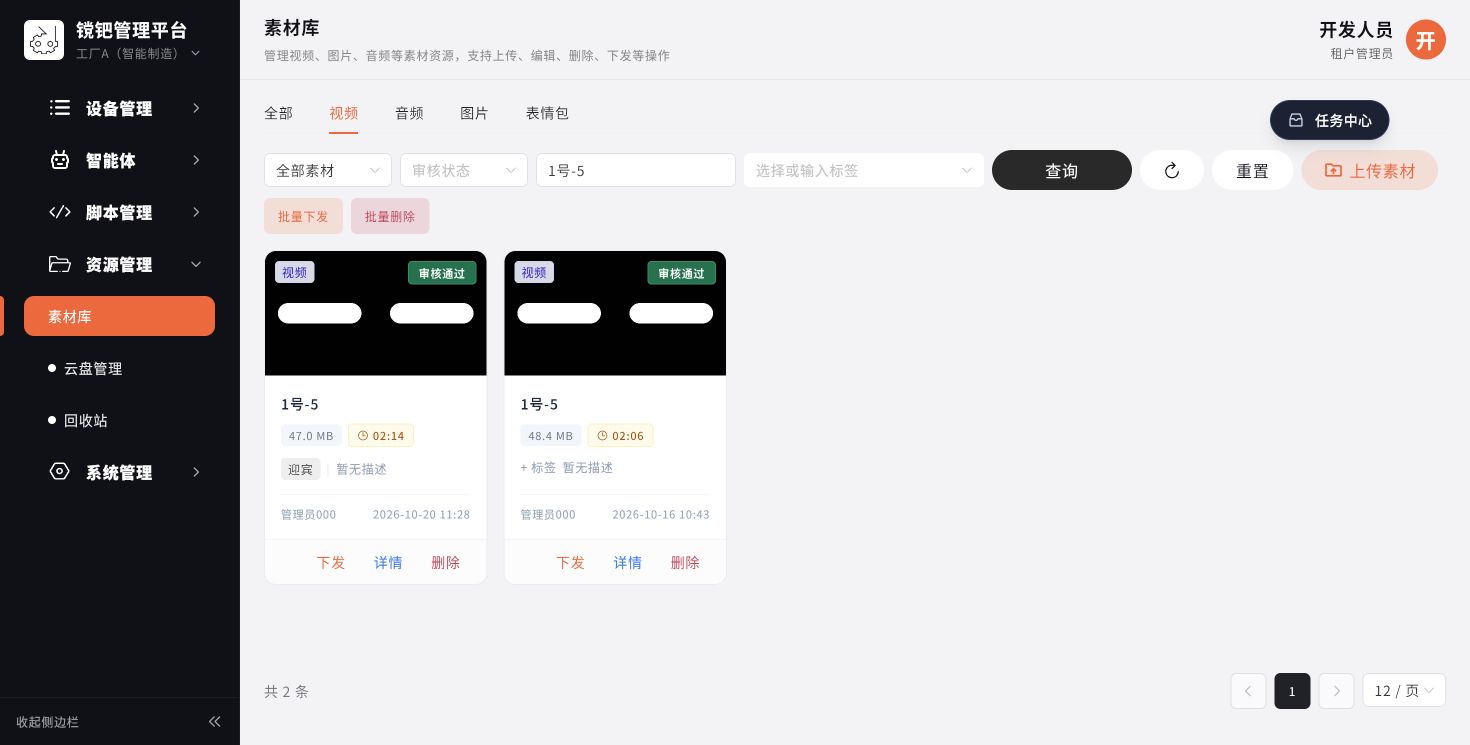 镜钯管理平台
工厂A（智能制造）
设备管理
智能体
脚本管理
资源管理
素材库
云盘管理
回收站
系统管理
收起侧边栏
素材库
管理视频、图片、音频等素材资源，支持上传、编辑、删除、下发等操作
开发人员
租户管理员
开
全部 视频 音频 图片 表情包
任务中心
全部素材 审核状态 1号-5 选择或输入标签 查询 重置 上传素材
批量下发 批量删除
视频 审核通过
1号-5
47.0 MB 02:14
迎宾 暂无描述
管理员000 2026-10-20 11:28
下发 详情 删除
视频 审核通过
1号-5
48.4 MB 02:06
+ 标签 暂无描述
管理员000 2026-10-16 10:43
下发 详情 删除
共 2 条
1
12 / 页